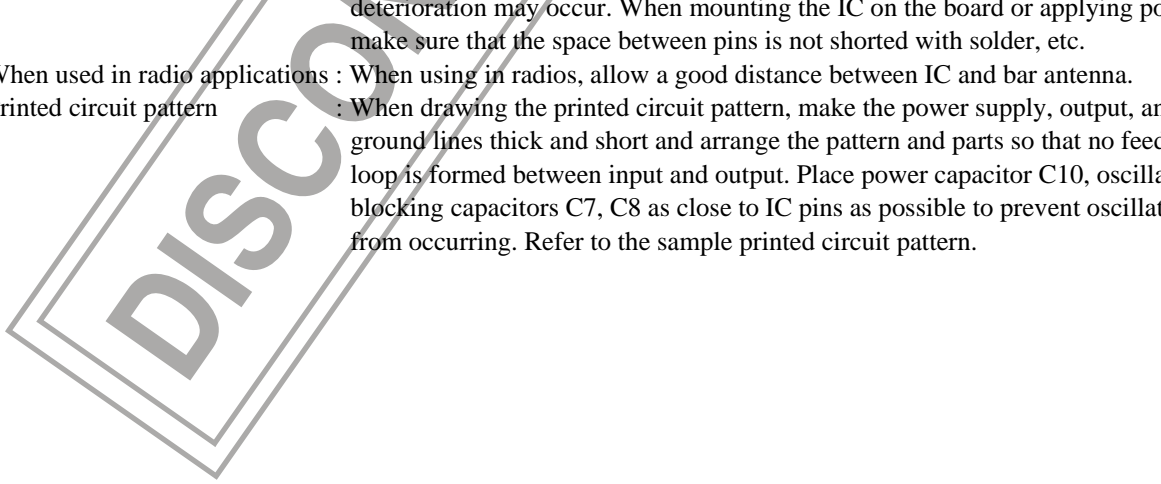 deterioration may occur. When mounting the IC on the board or applying po
make sure that the space between pins is not shorted with solder, etc.
When used in radio applications : When using in radios, allow a good distance between IC and bar antenna.
rinted circuit pattern : When drawing the printed circuit pattern, make the power supply, output, an
ground lines thick and short and arrange the pattern and parts so that no feed
loop is formed between input and output. Place power capacitor C10, oscilla
blocking capacitors C7, C8 as close to IC pins as possible to prevent oscillat
from occurring. Refer to the sample printed circuit pattern.
DISCO